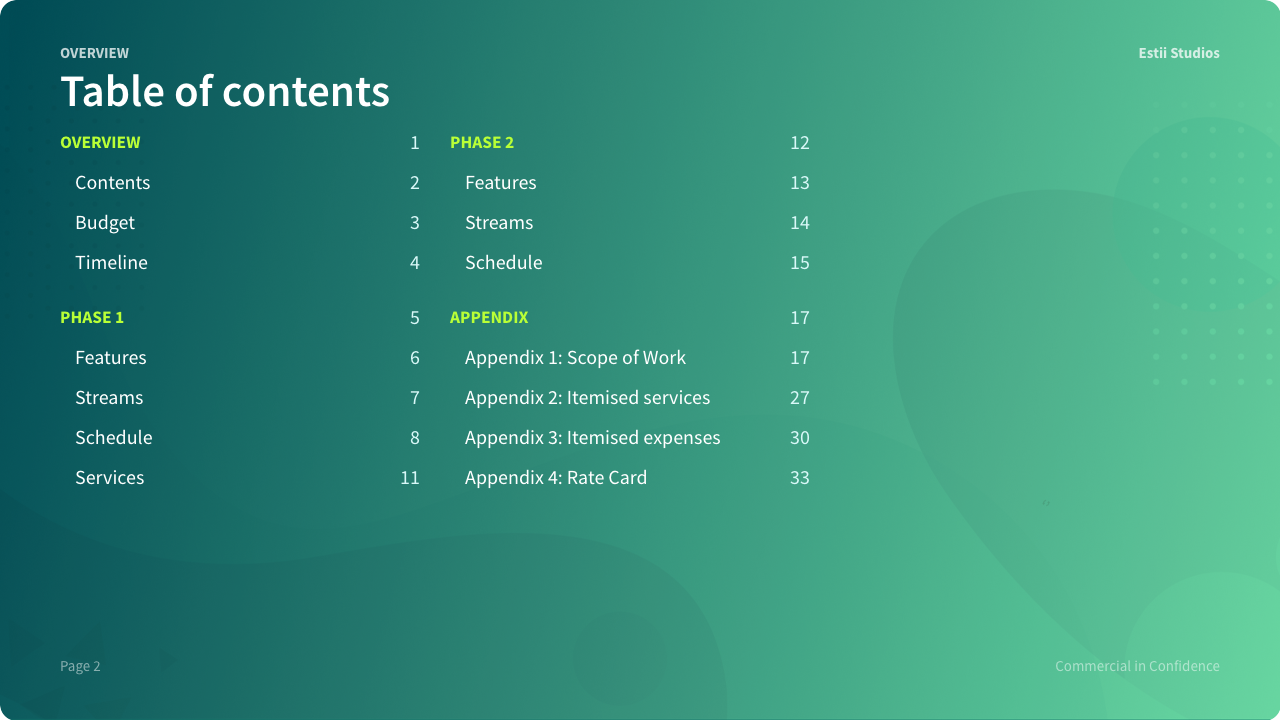 OVERVIEW
Estii Studios
Table of contents
OVERVIEW 1
Contents 2
Budget 3
Timeline 4
PHASE 1 5
Features 6
Streams 7
Schedule 8
Services 11
PHASE 2 12
Features 13
Streams 14
Schedule 15
APPENDIX 17
Appendix 1: Scope of Work 17
Appendix 2: Itemised services 27
Appendix 3: Itemised expenses 30
Appendix 4: Rate Card 33
Page 2
Commercial in Confidence